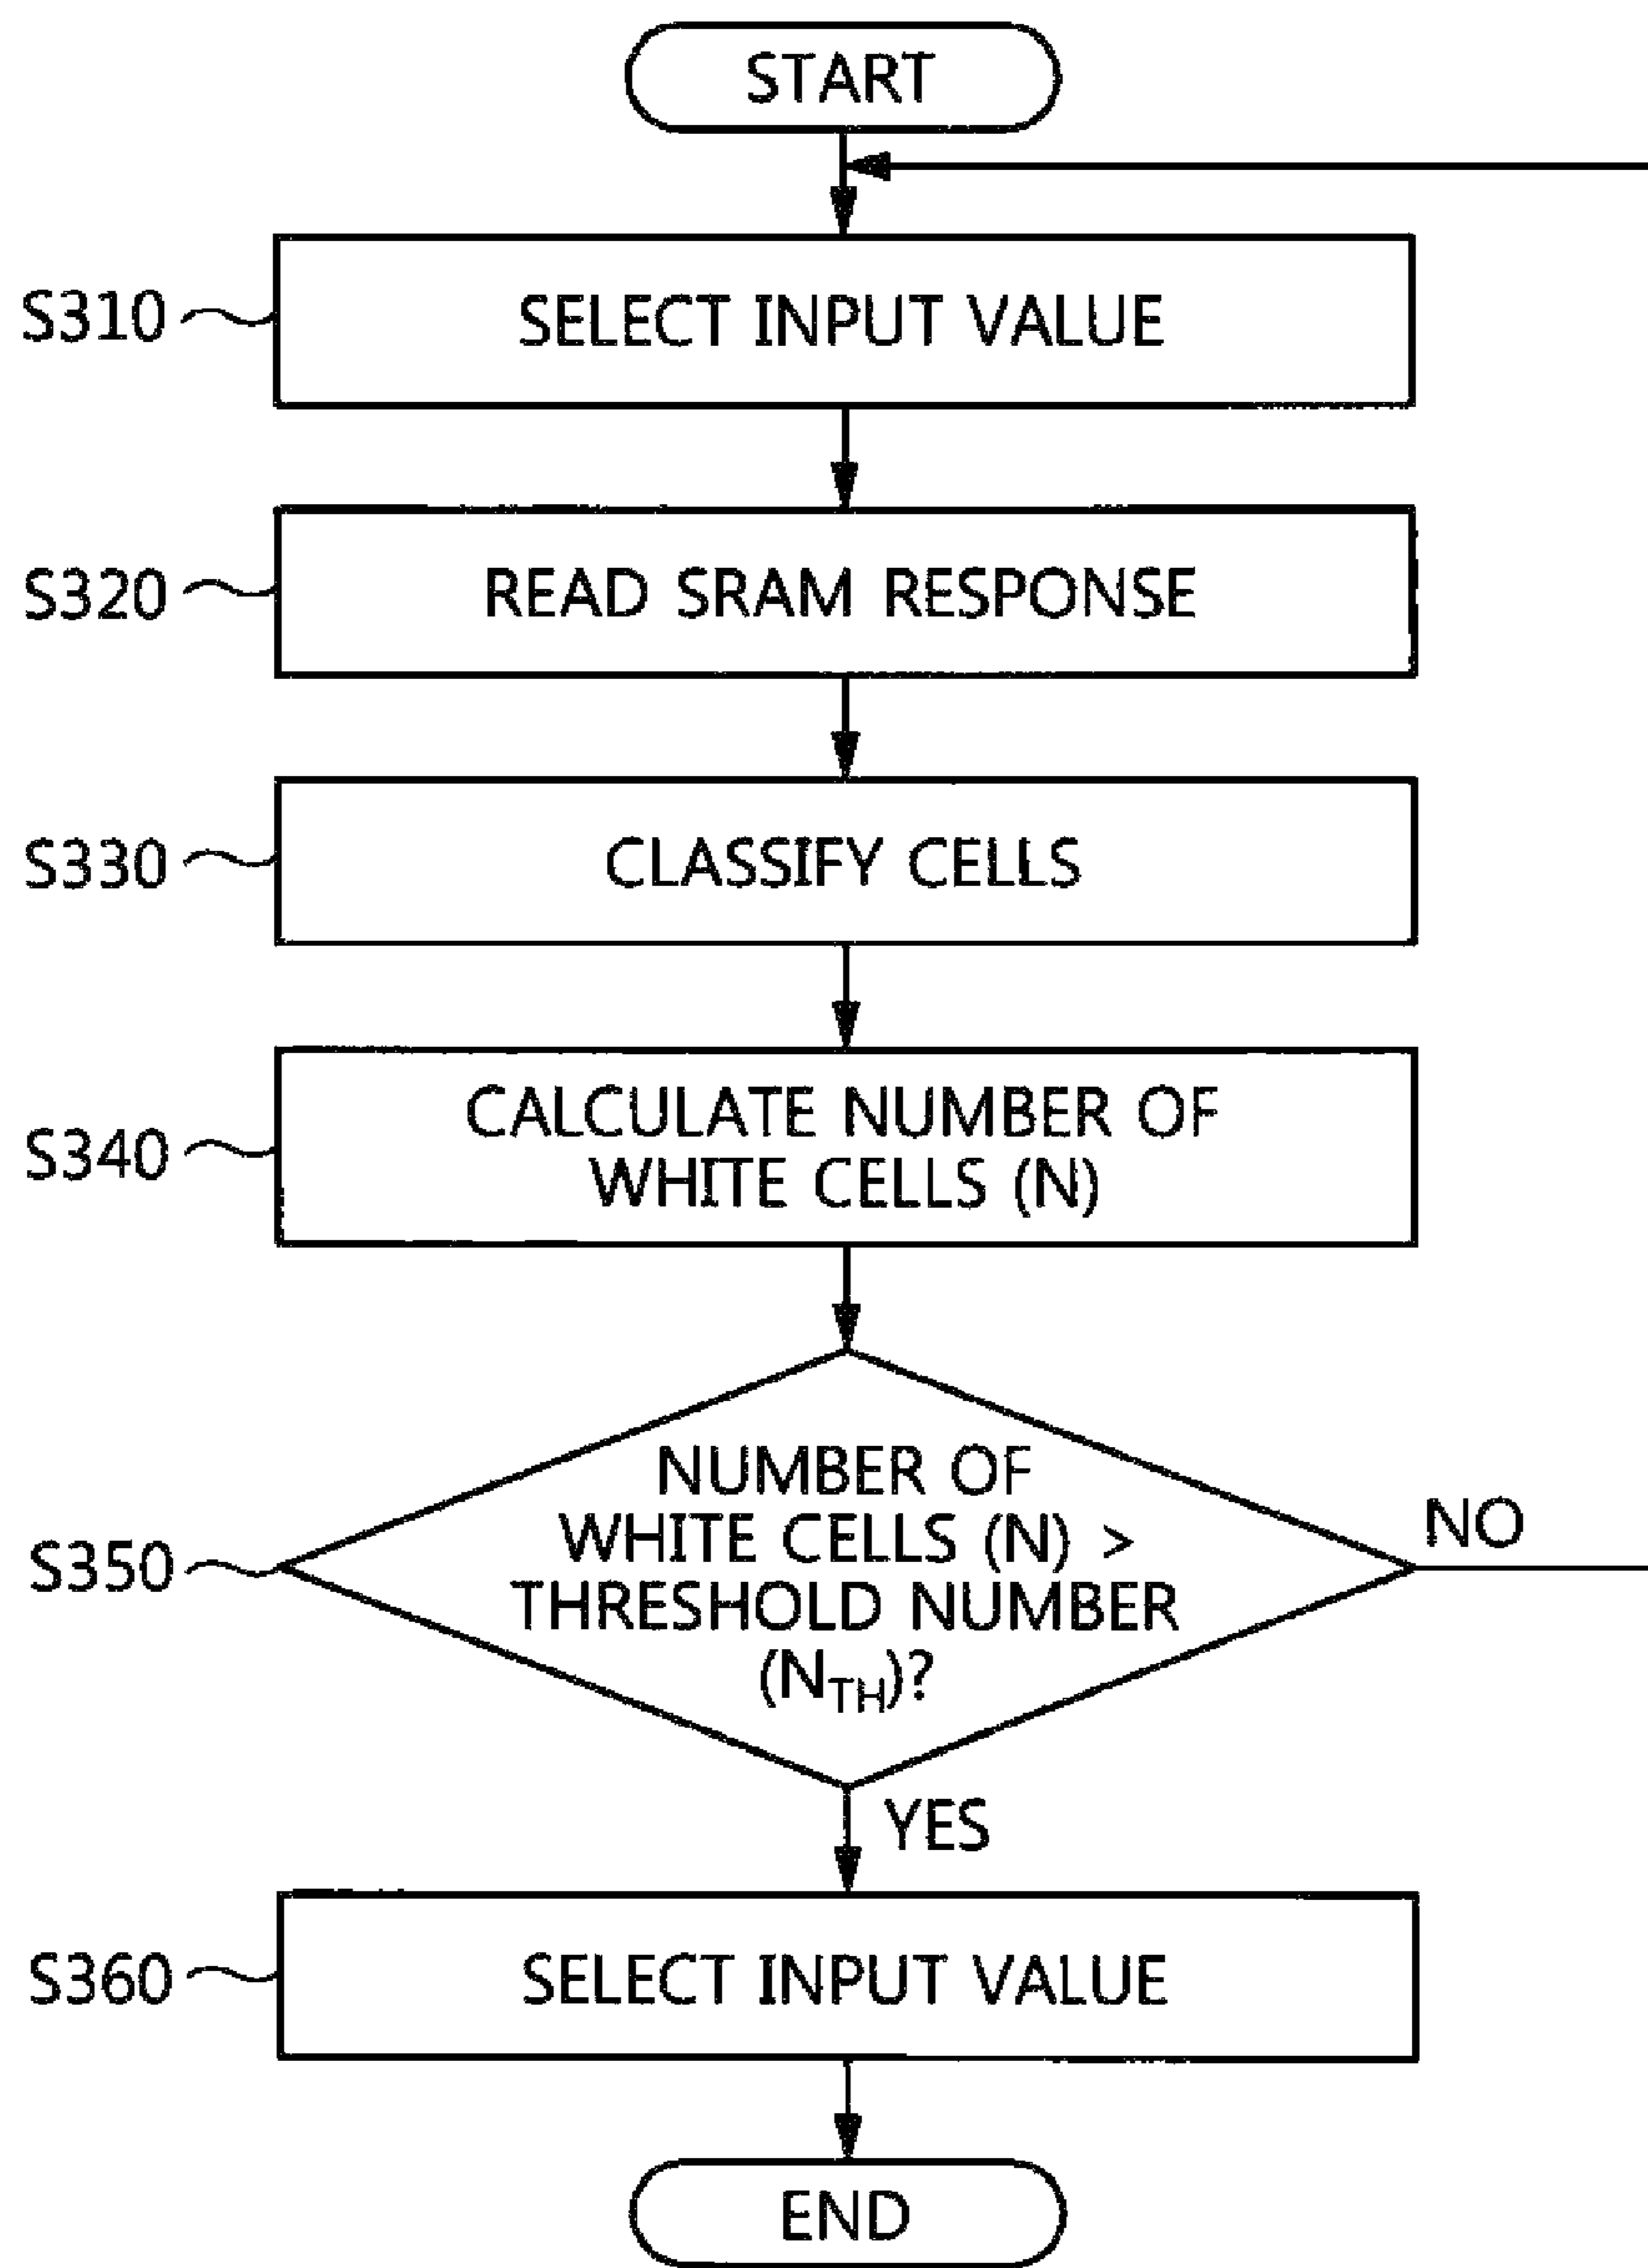 START
S310
SELECT INPUT VALUE
S320
READ SRAM RESPONSE
S330
CLASSIFY CELLS
S340
CALCULATE NUMBER OF
WHITE CELLS (N)
S350
NUMBER OF
WHITE CELLS (N) >
THRESHOLD NUMBER
(N_TH)?
NO
YES
S360
SELECT INPUT VALUE
END